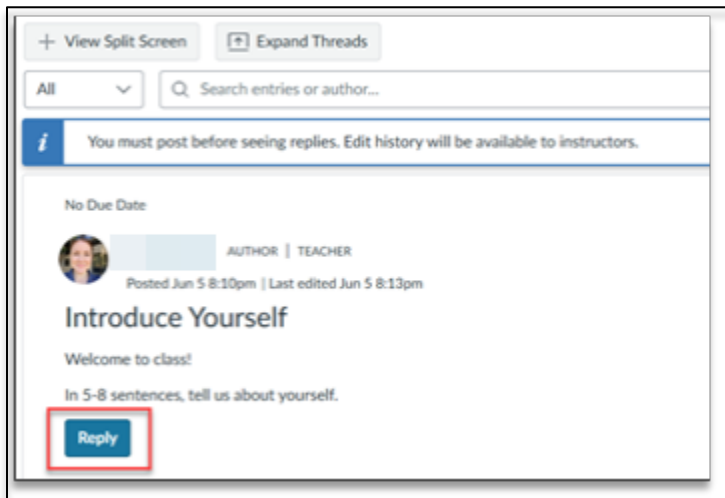 View Split Screen Expand Threads
All Search entries or author...
i You must post before seeing replies. Edit history will be available to instructors.
No Due Date
AUTHOR | TEACHER
Posted Jun 5 8:10pm | Last edited Jun 5 8:13pm
Introduce Yourself
Welcome to class!
In 5-8 sentences, tell us about yourself.
Reply